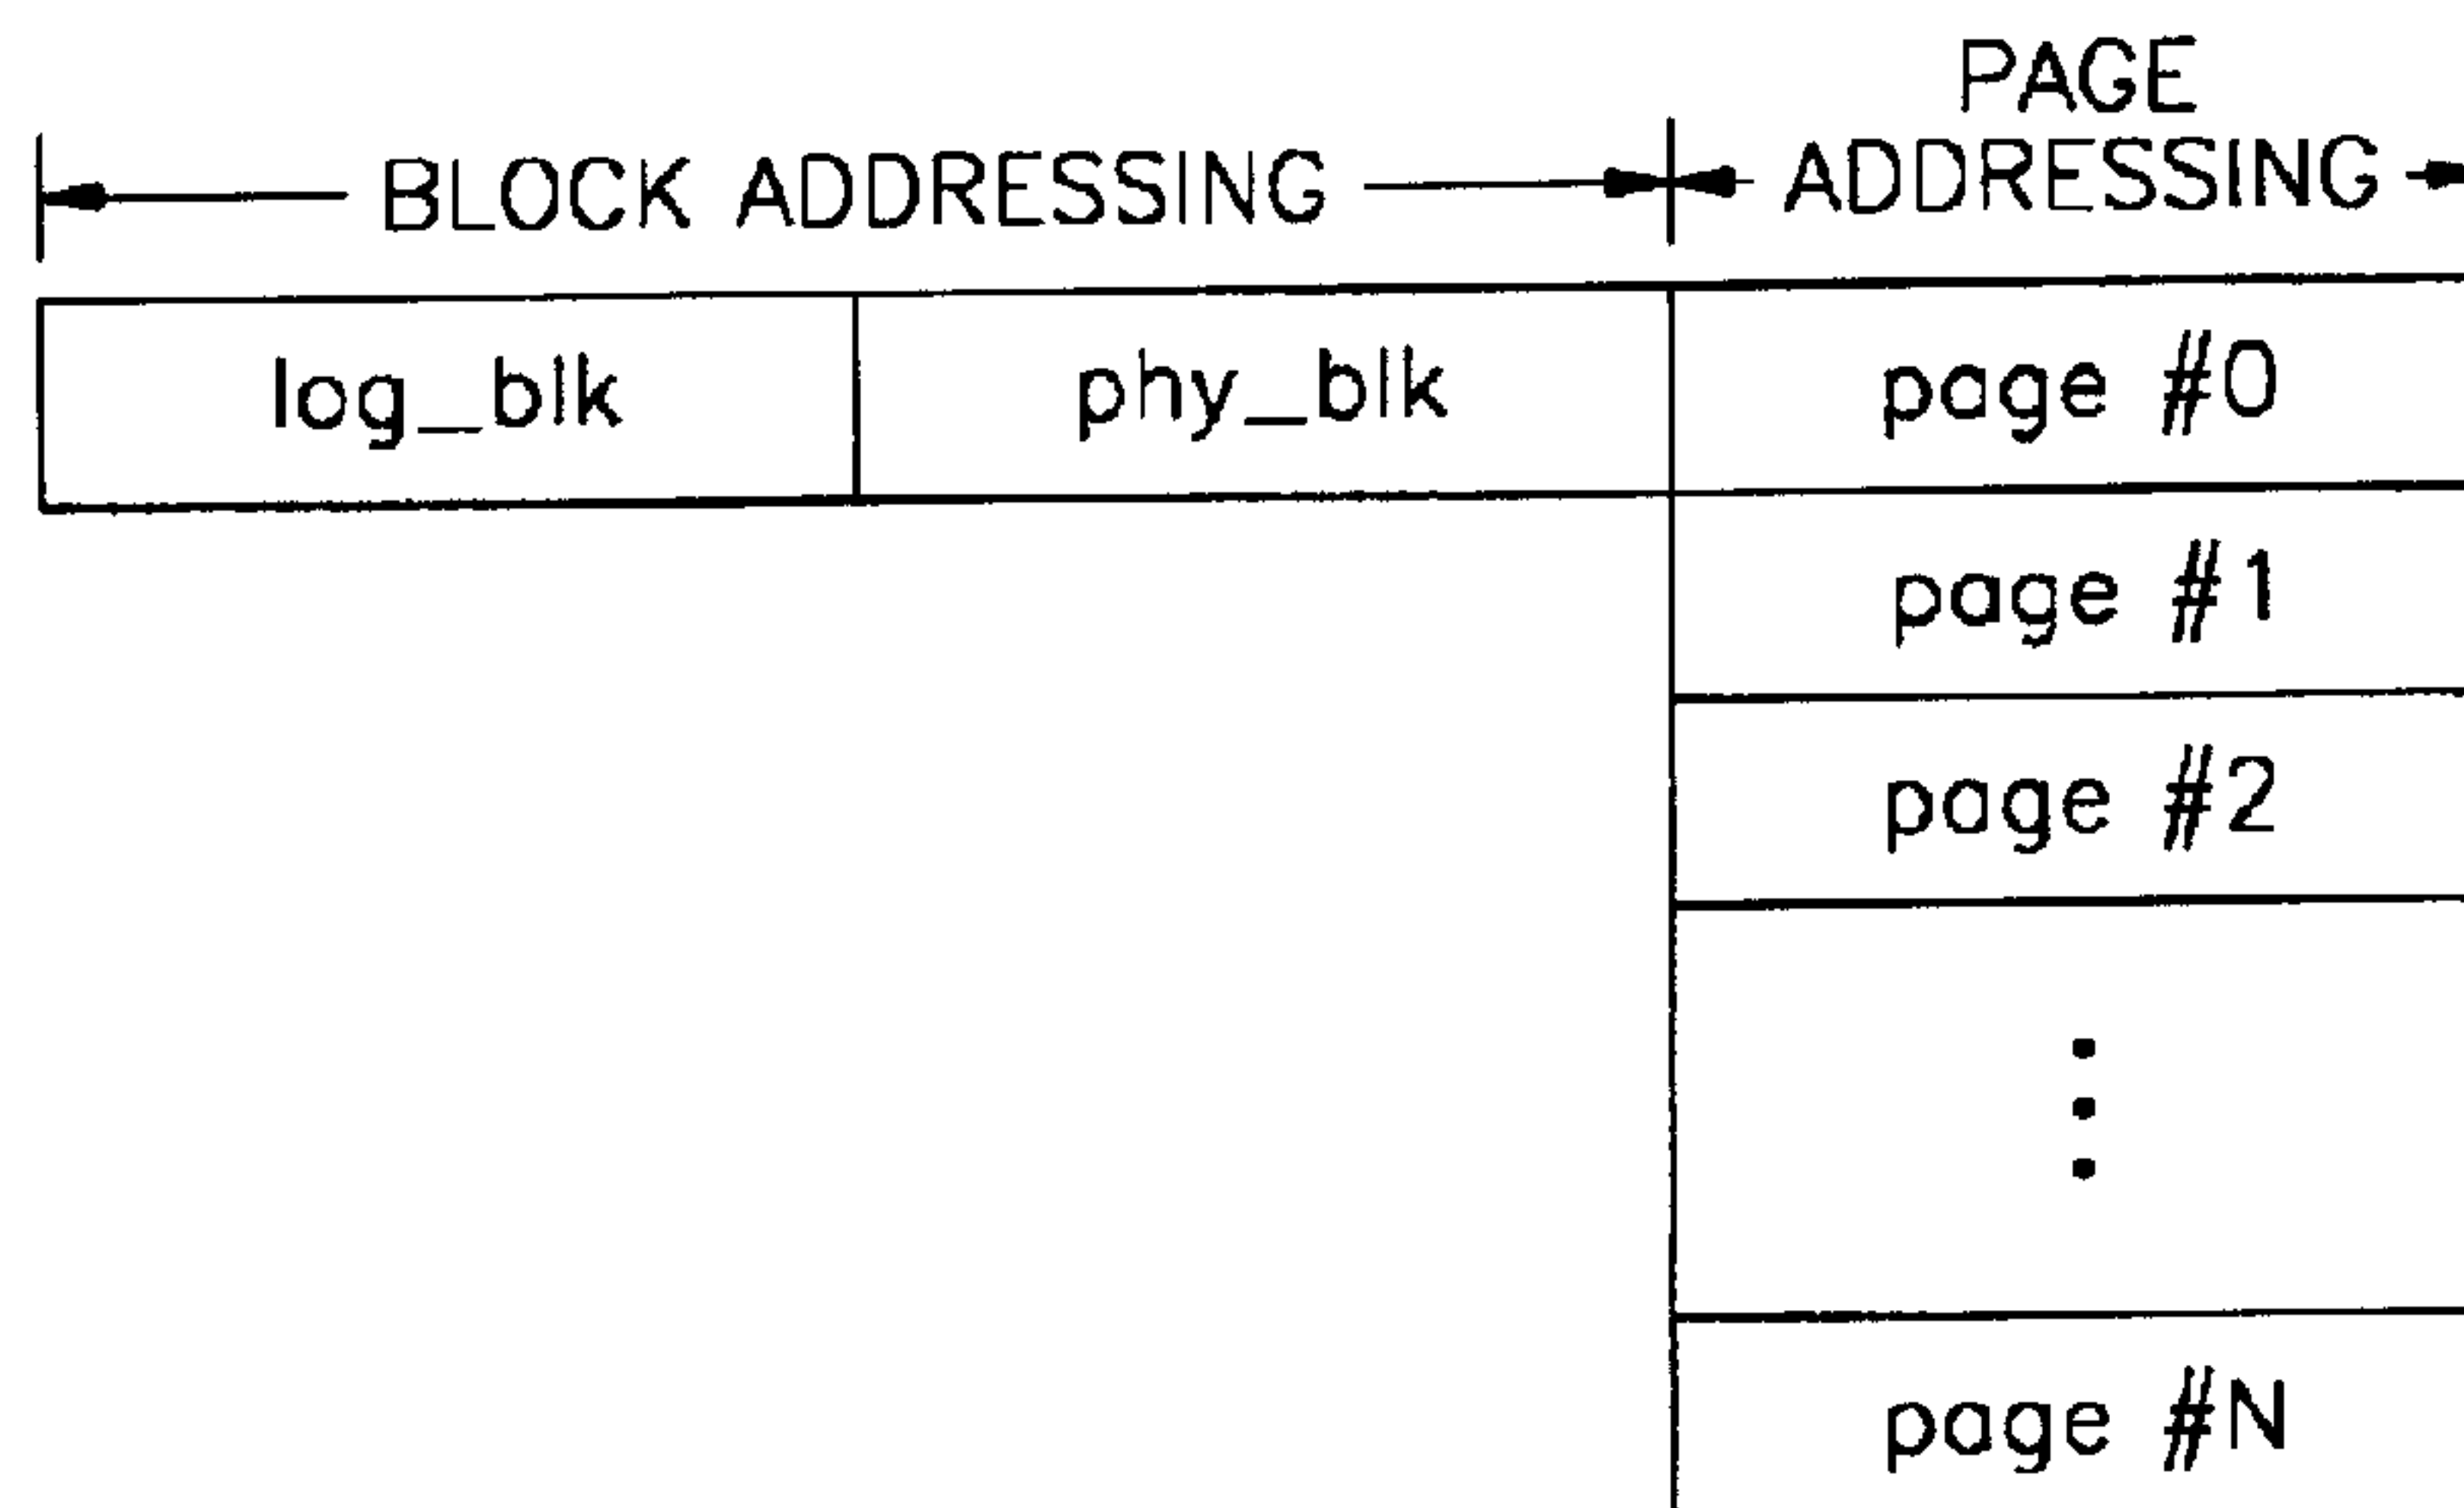 PAGE
BLOCK ADDRESSING ADDRESSING
log_blk phy_blk page #0
page #1
page #2
page #N